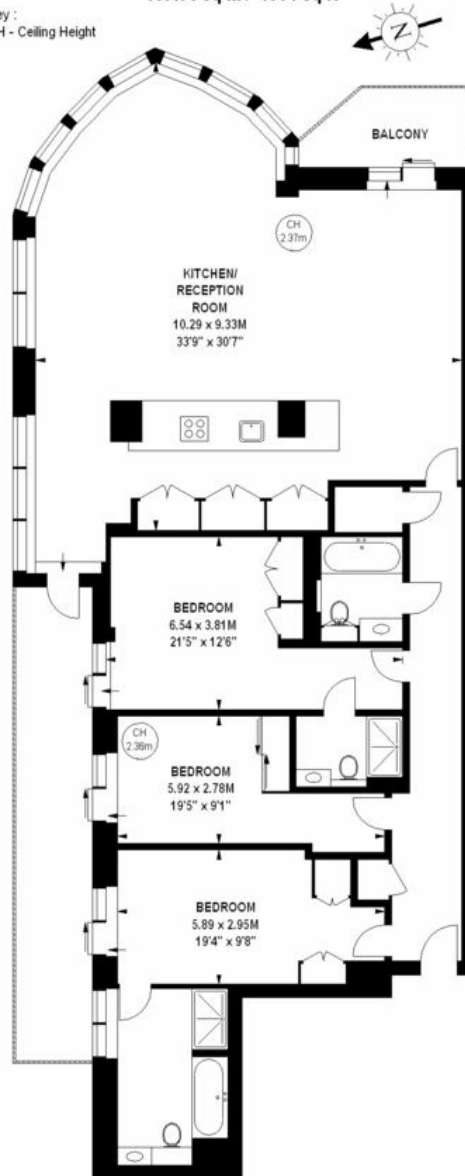 H - Ceiling Height
N
BALCONY
CH
2.37m
KITCHEN/
RECEPTION
ROOM
10.29 x 9.33M
33'9" x 30'7"
BEDROOM
6.54 x 3.81M
21'5" x 12'6"
CH
2.36m
BEDROOM
5.92 x 2.78M
19'5" x 9'1"
BEDROOM
5.89 x 2.95M
19'4" x 9'8"